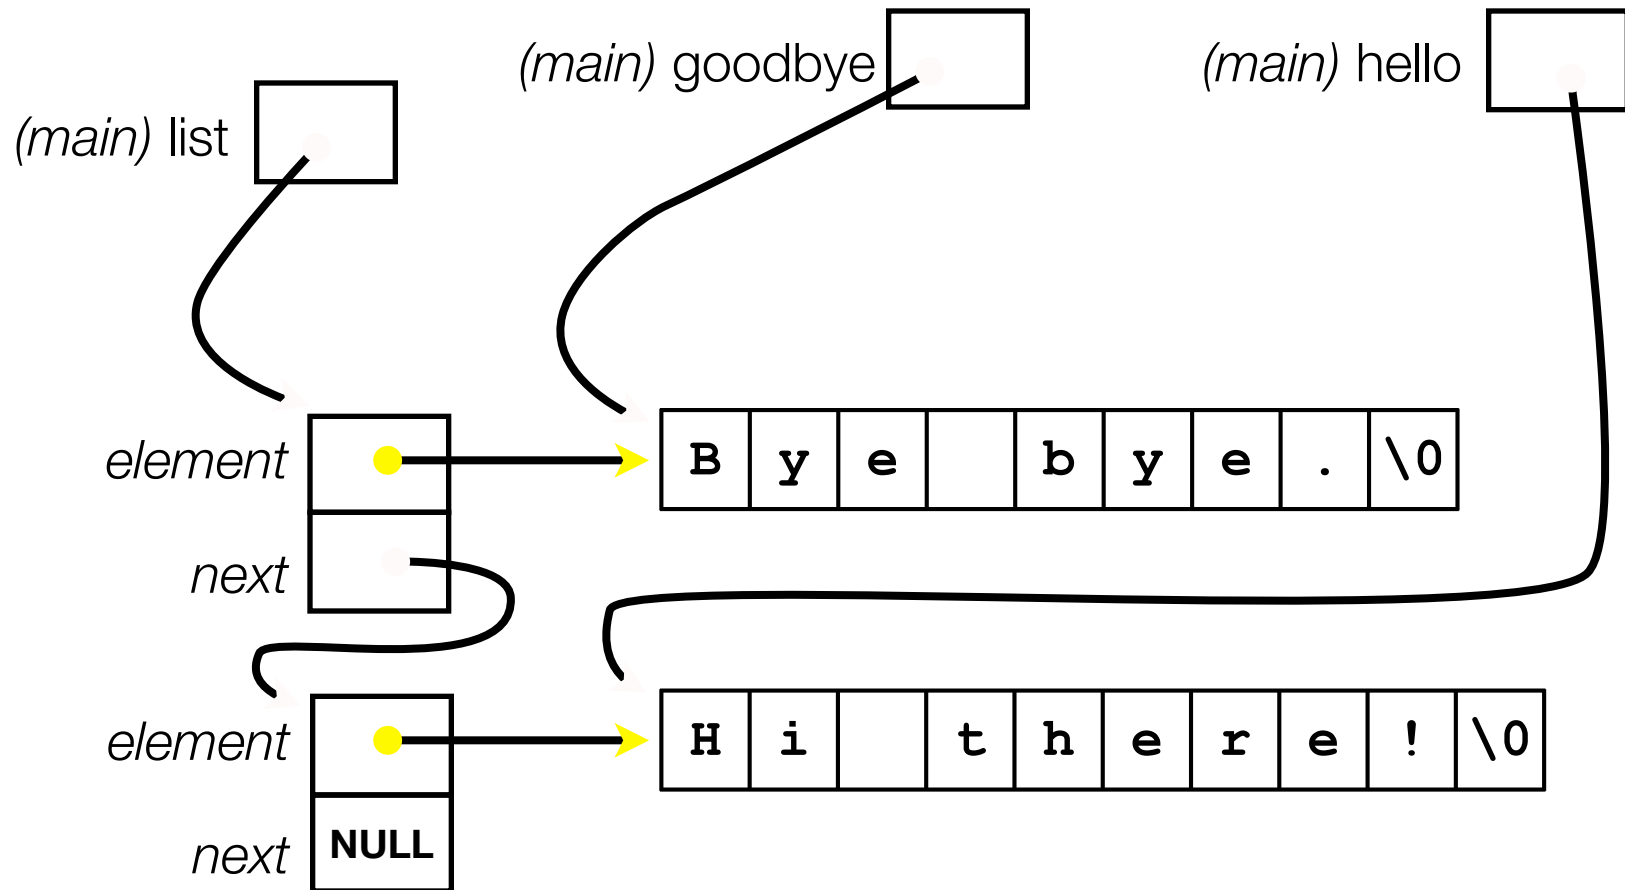 (main) goodbye
(main) hello
(main) list
element
B y e   b y e . \0
next
element
H i   t h e r e ! \0
next
NULL